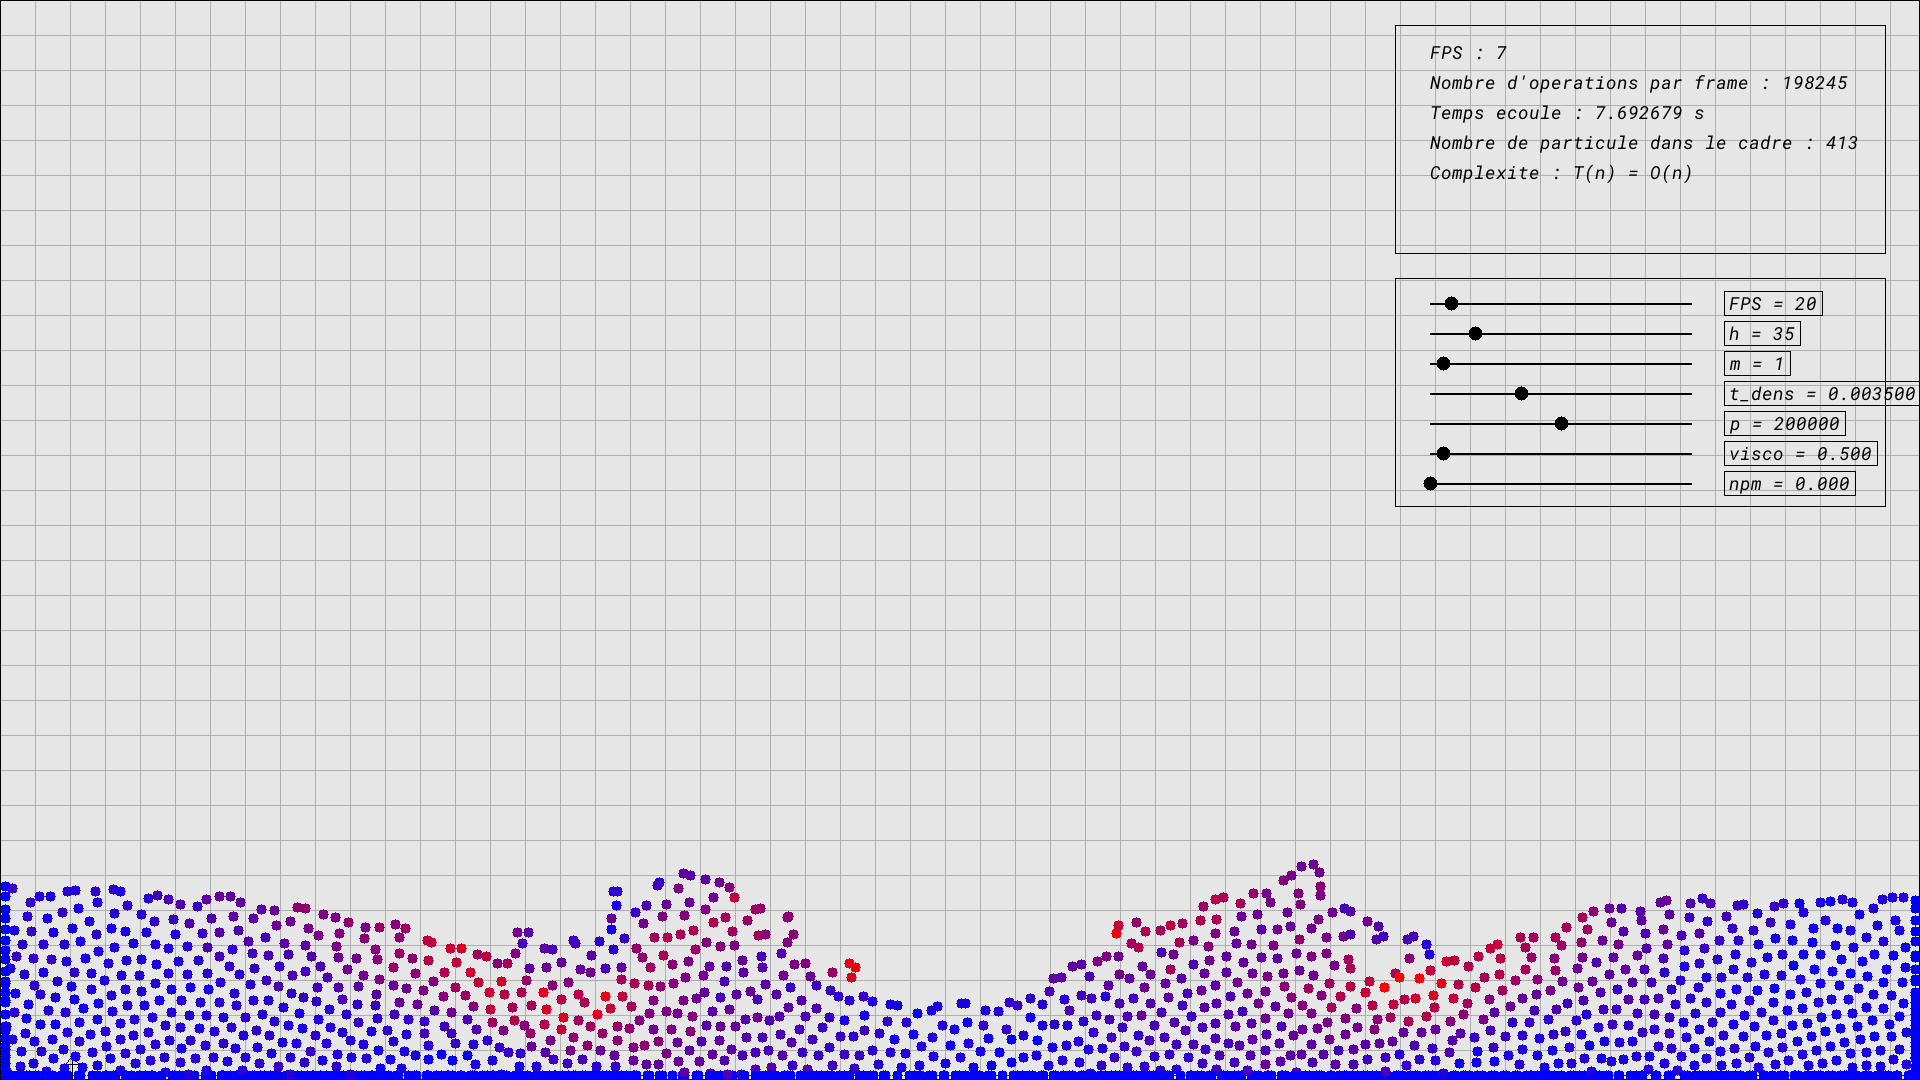 FPS : 7
Nombre d'operations par frame : 198245
Temps ecoule : 7.692679 s
Nombre de particule dans le cadre : 413
Complexite : T(n) = O(n)
FPS = 20
h = 35
m = 1
t_dens = 0.003500
p = 200000
visco = 0.500
npm = 0.000